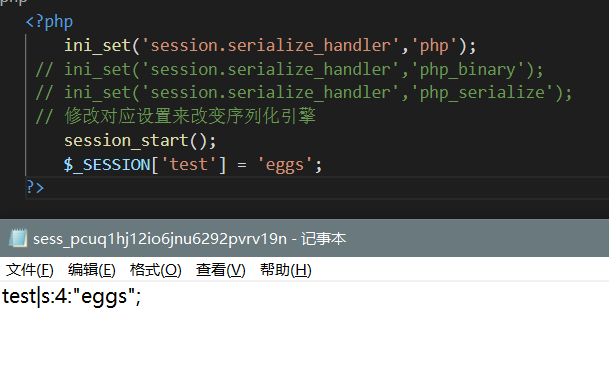 php
<?php
ini_set('session.serialize_handler','php');
// ini_set('session.serialize_handler','php_binary');
// ini_set('session.serialize_handler','php_serialize');
// 修改对应设置来改变序列化引擎
session_start();
$_SESSION['test'] = 'eggs';
?>
sess_pcuq1hj12io6jnu6292pvrv19n - 记事本
文件(F) 编辑(E) 格式(O) 查看(V) 帮助(H)
test|s:4:"eggs";